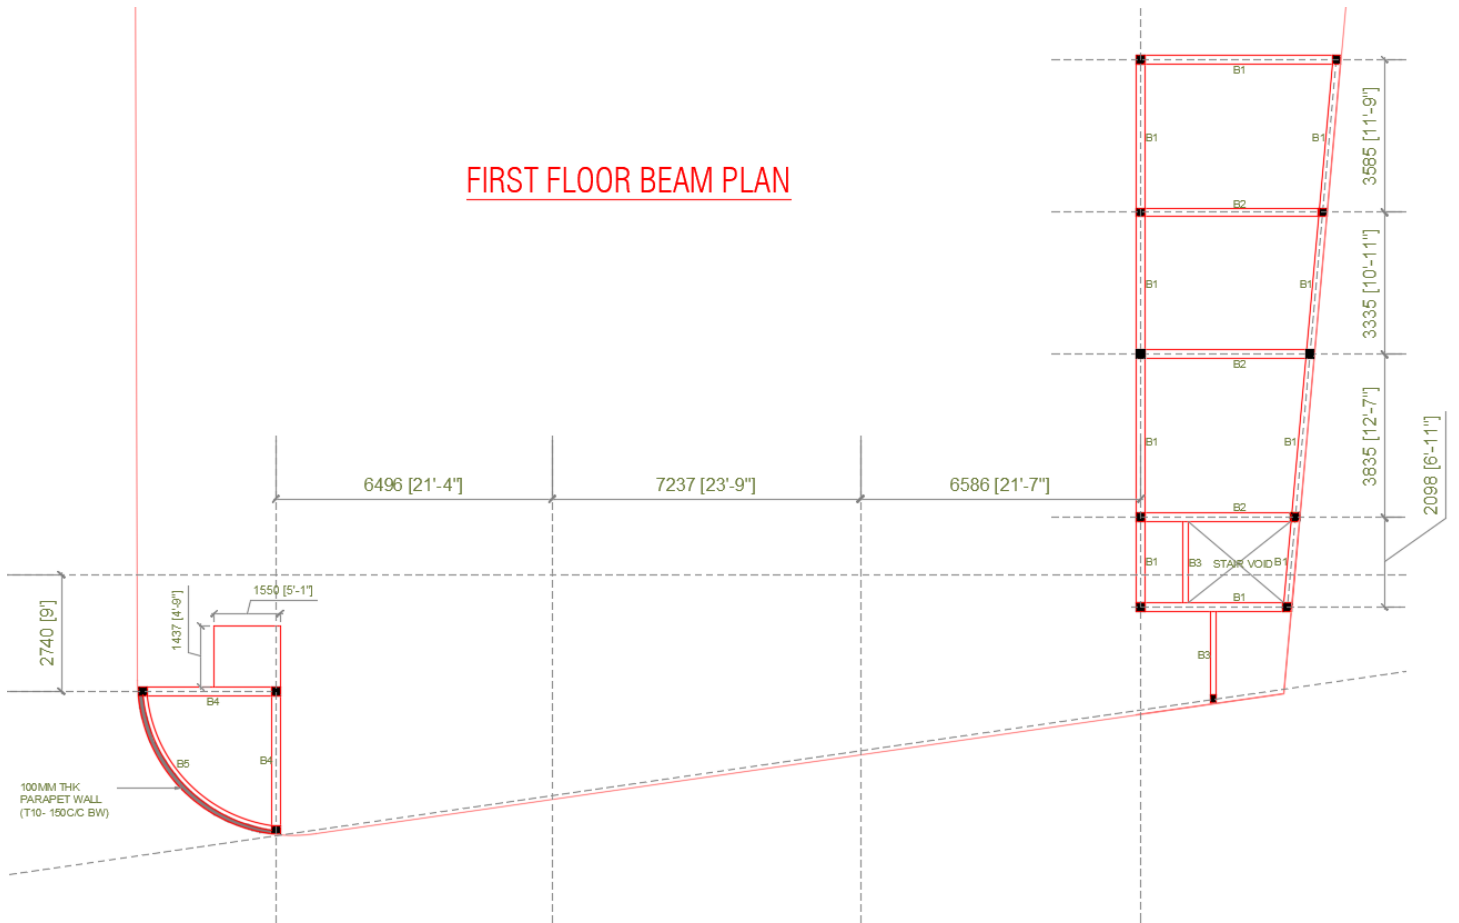 B1
3585 [11'-9"]
B1
B1
FIRST FLOOR BEAM PLAN
B2
3335 [10'-11"]
B1
B1
B2
3835 [12'-7"]
B1
B1
2098 [6'-11"]
6496 [21'-4"]
7237 [23'-9"]
6586 [21'-7"]
B2
B1
B3
STAIR VOID
B1
B1
1550 [5'-1"]
1437 [4'-9"]
2740 [9']
B3
B4
B5
B4
100MM THK
PARAPET WALL
(T10- 150C/C BW)